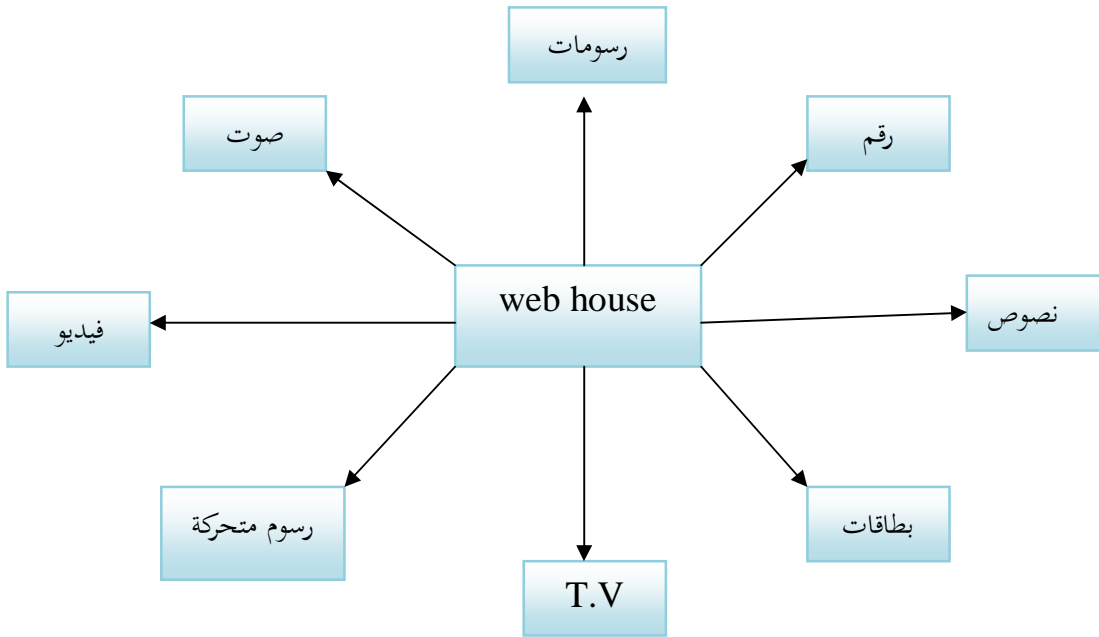 رسومات
صوت
رقم
web house
نصوص
فيديو
رسوم متحركة
بطاقات
T.V